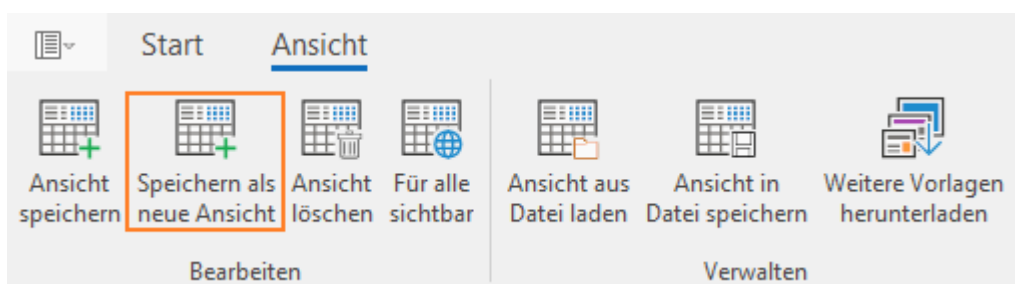 Start Ansicht
Ansicht Speichern als Ansicht Für alle Ansicht aus Ansicht in Weitere Vorlagen
speichern neue Ansicht löschen sichtbar Datei laden Datei speichern herunterladen
Bearbeiten Verwalten